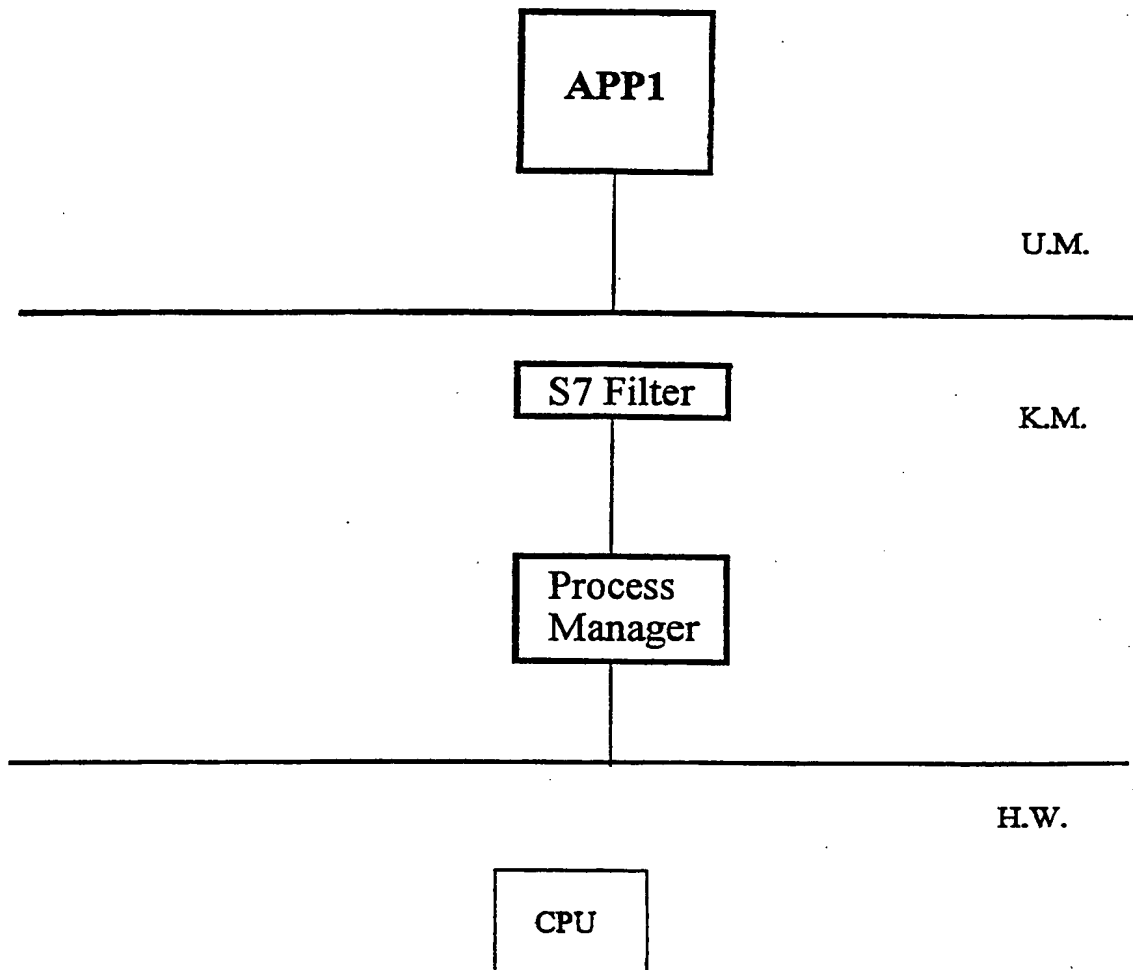 APP1
U.M.
S7 Filter
K.M.
Process
Manager
H.W.
CPU